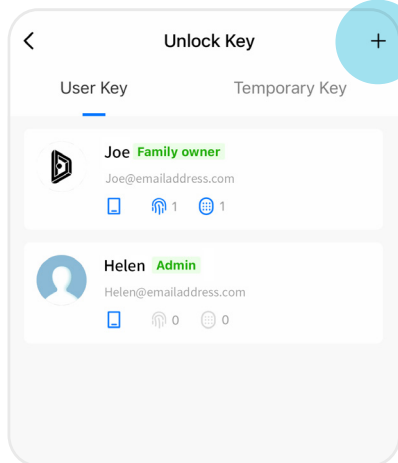 Unlock Key
User Key Temporary Key
Joe Family owner
Joe@emailaddress.com
1 1
Helen Admin
Helen@emailaddress.com
0 0